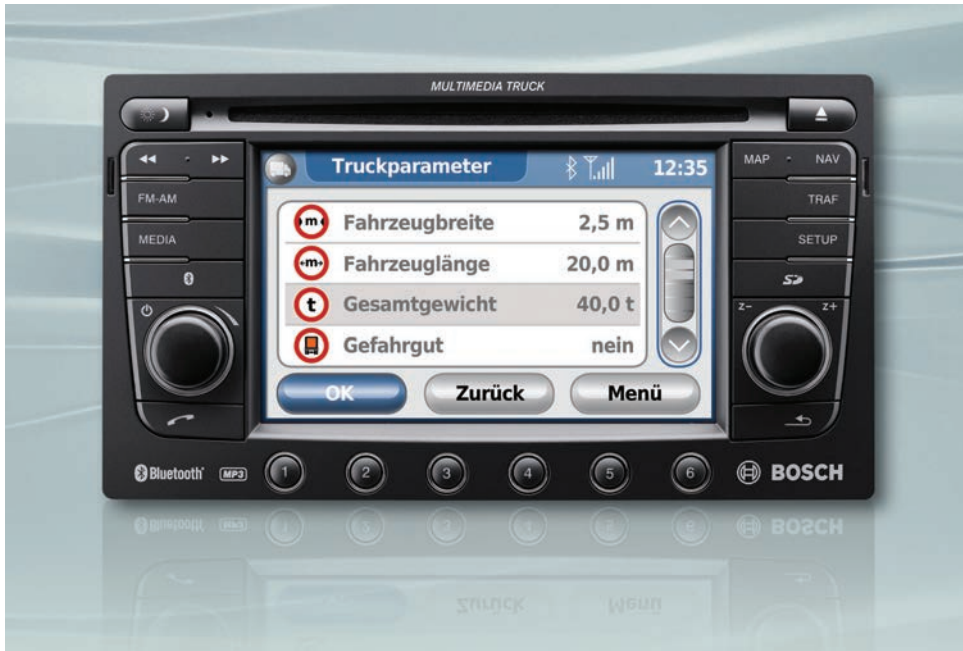 MULTIMEDIA TRUCK
Truckparameter 12:35
MAP · NAV
FM-AM
TRAF
MEDIA
SETUP
m Fahrzeugbreite 2,5 m
m Fahrzeuglänge 20,0 m
t Gesamtgewicht 40,0 t
Gefahrgut nein
SD
z- z+
OK Zurück Menü
Bluetooth MP3 1 2 3 4 5 6 BOSCH